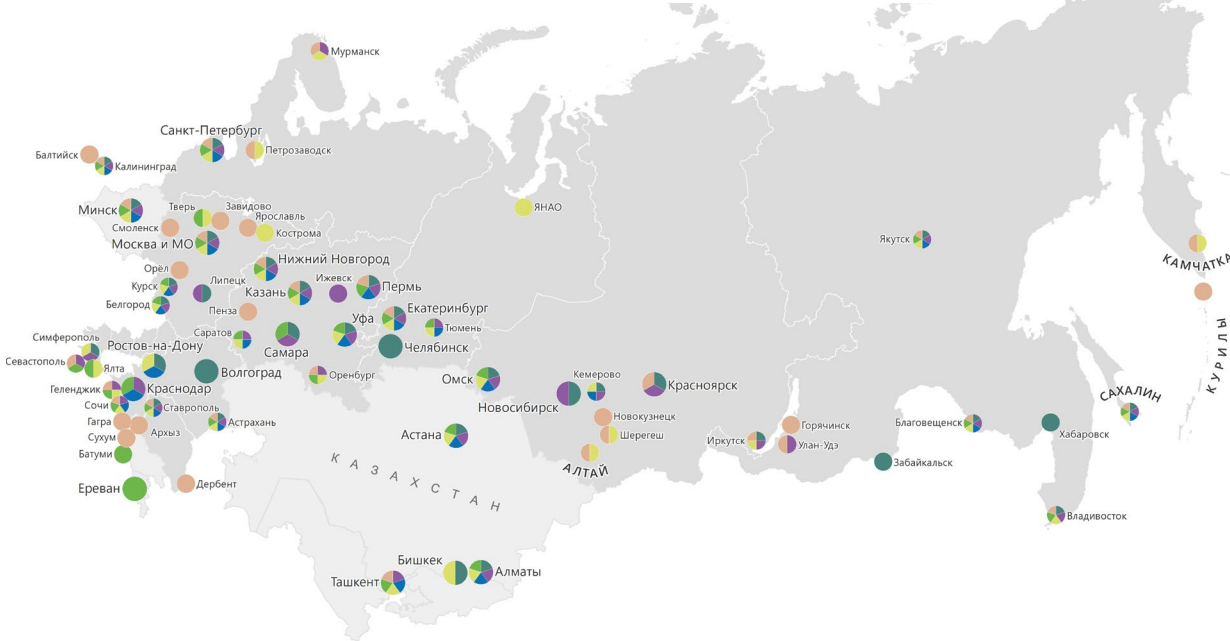 Мурманск
Санкт-Петербург
Петрозаводск
Балтийск
Калининград
Минск
Тверь
Завидово
Смоленск
Ярославль
Кострома
Москва и МО
ЯНАО
Якутск
КАМЧАТКА
Орёл
Нижний Новгород
Курск
Липецк
Казань
Ижевск
Пермь
Белгород
Пенза
Екатеринбург
Уфа
Тюмень
КУРИЛЫ
Симферополь
Ростов-на-Дону
Саратов
Самара
Челябинск
Севастополь
Ялта
Волгоград
Оренбург
Омск
Кемерово
Красноярск
САХАЛИН
Геленджик
Краснодар
Новосибирск
Сочи
Ставрополь
Новокузнецк
Гагра
Архыз
Астрахань
Астана
Шерегеш
Горячинск
Благовещенск
Хабаровск
Сухум
Иркутск
Улан-Удэ
Батуми
КАЗАХСТАН
АЛТАЙ
Забайкальск
Ереван
Дербент
Владивосток
Бишкек
Ташкент
Алматы